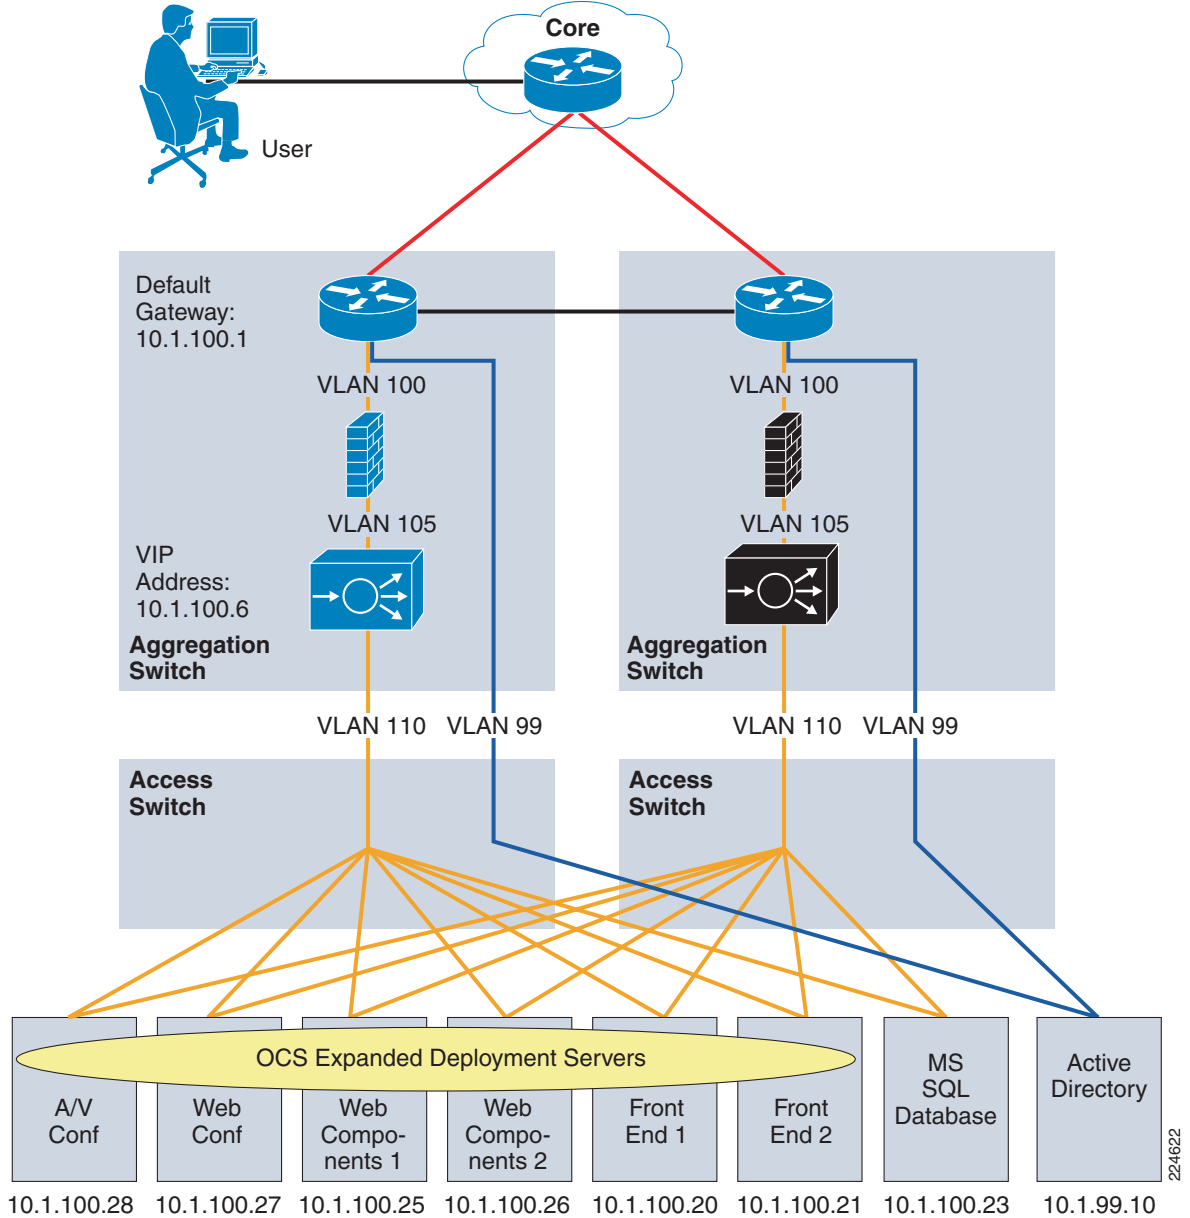 Core
User
Default
Gateway:
10.1.100.1
VLAN 100
VLAN 100
VLAN 105
VLAN 105
VIP
Address:
10.1.100.6
Aggregation
Switch
Aggregation
Switch
VLAN 110
VLAN 99
VLAN 110
VLAN 99
Access
Switch
Access
Switch
OCS Expanded Deployment Servers
A/V
Conf
Web
Conf
Web
Compo-
nents 1
Web
Compo-
nents 2
Front
End 1
Front
End 2
MS
SQL
Database
Active
Directory
10.1.100.28
10.1.100.27
10.1.100.25
10.1.100.26
10.1.100.20
10.1.100.21
10.1.100.23
10.1.99.10
224622